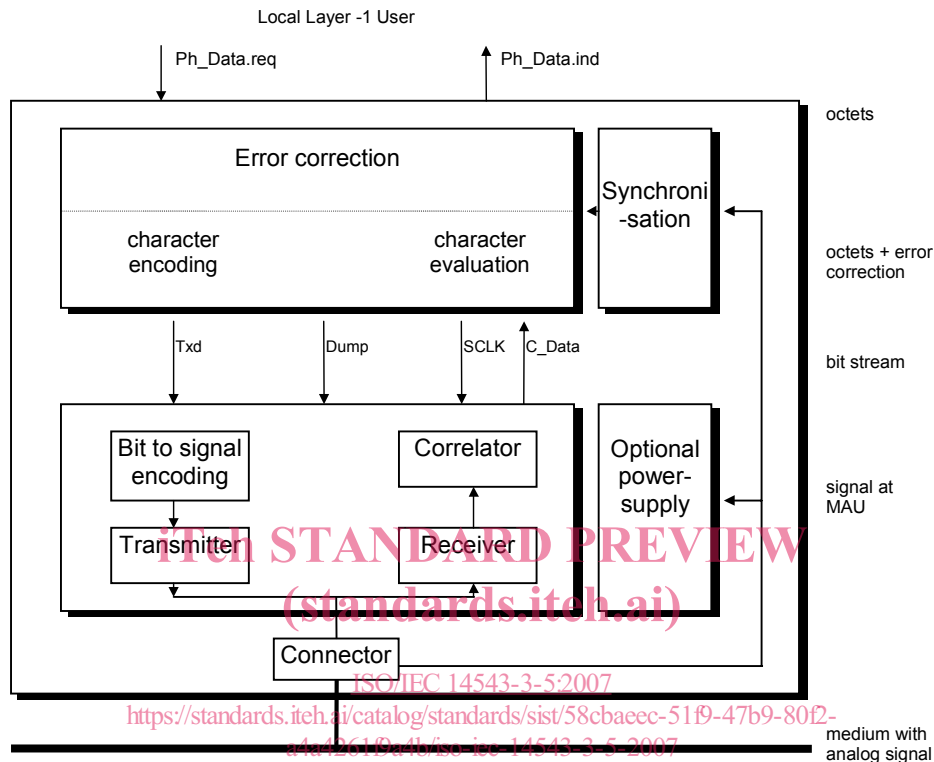 Local Layer -1 User
Ph_Data.req
Ph_Data.ind
octets
Error correction
Synchroni
-sation
character
encoding
character
evaluation
octets + error
correction
Txd
Dump
SCLK
C_Data
bit stream
Bit to signal
encoding
Correlator
Optional
power-
supply
signal at
MAU
Transmitter
Receiver
iTeh STANDARD PREVIEW
(standards.iteh.ai)
Connector
ISO/IEC 14543-3-5:2007
https://standards.iteh.ai/catalog/standards/sist/58cbaeec-51f9-47b9-80f2-
a4a4261f9a4b/iso-iec-14543-3-5-2007
medium with
analog signal